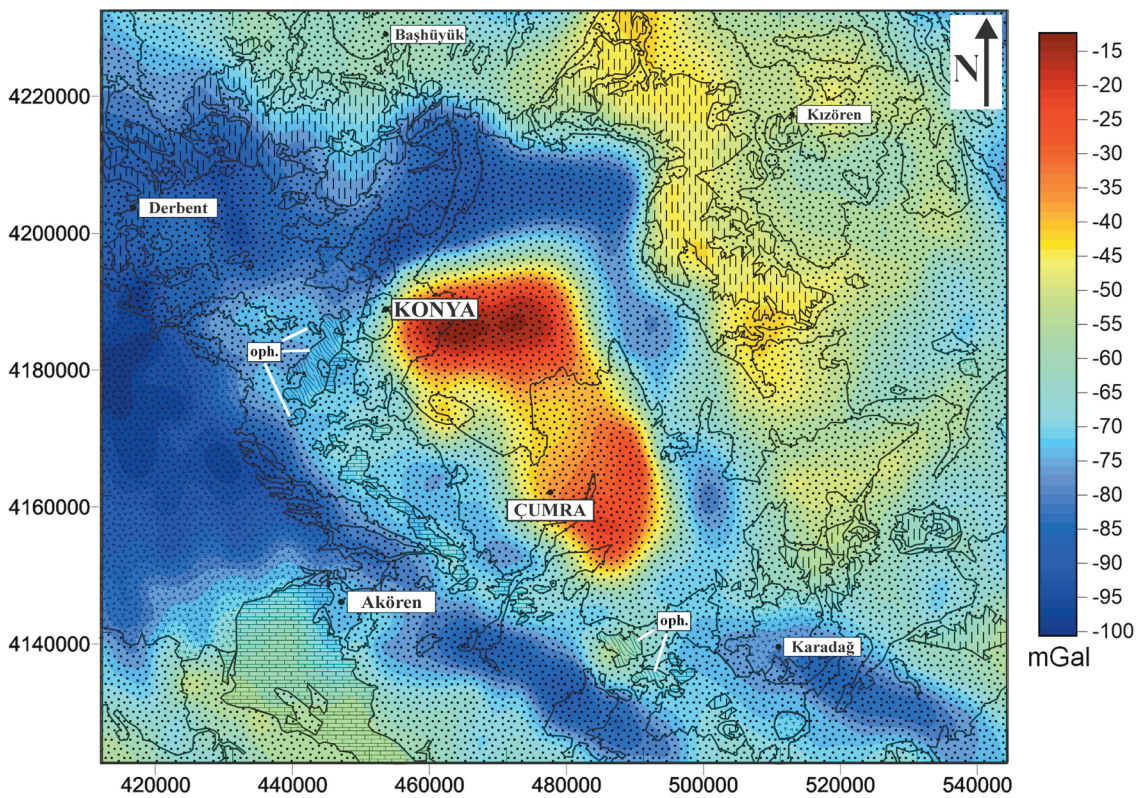 Başhüyük
N
-15
4220000
-20
Kızören
-25
-30
Derbent
-35
4200000
-40
-45
KONYA
-50
oph.
-55
4180000
-60
-65
-70
-75
4160000
ÇUMRA
-80
-85
-90
Akören
-95
oph.
-100
4140000
Karadağ
mGal
420000
440000
460000
480000
500000
520000
540000